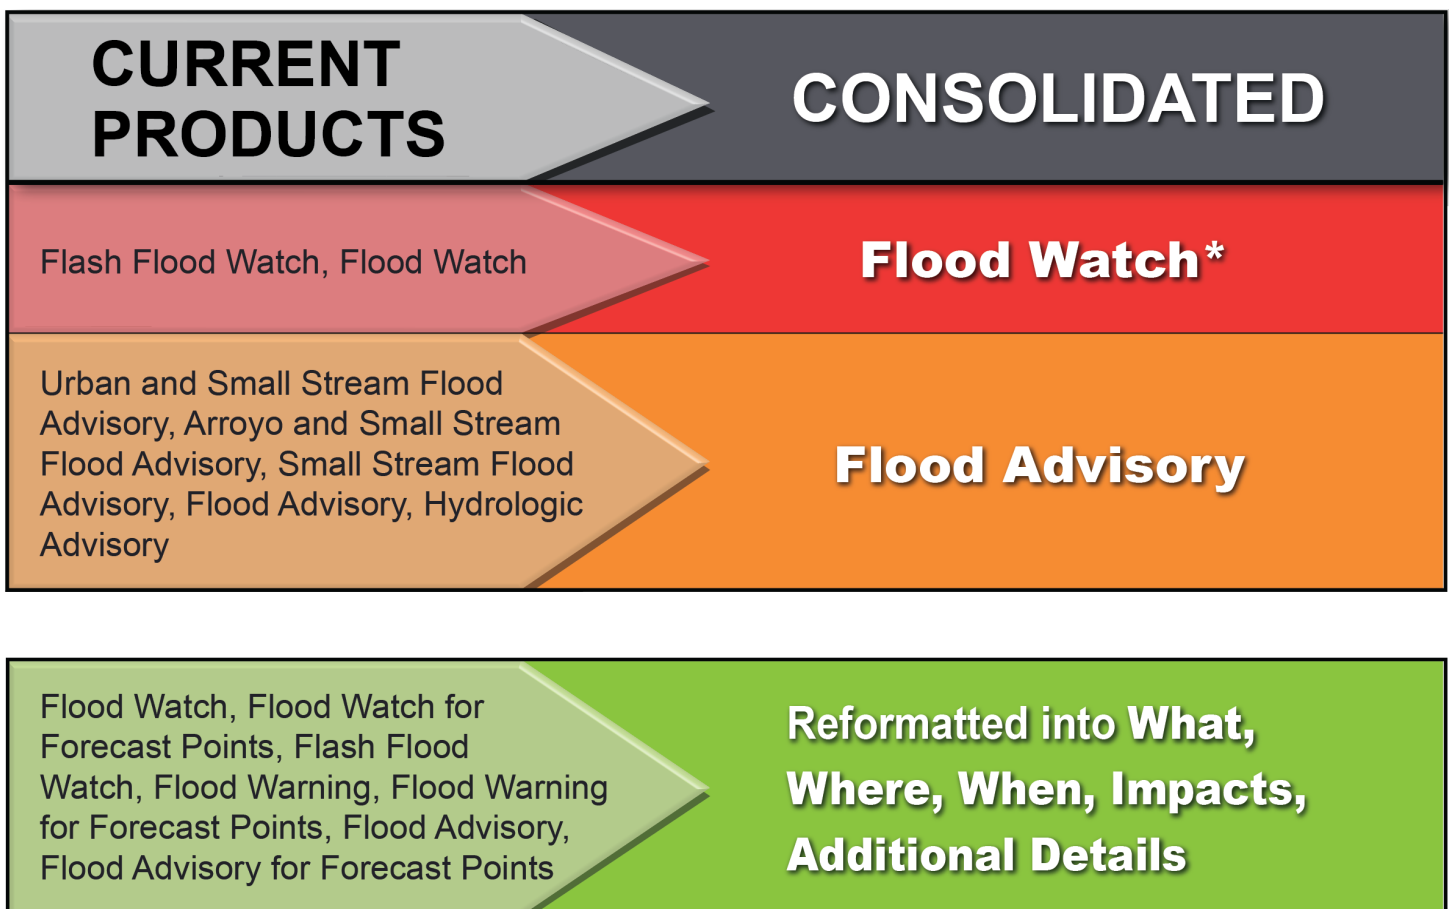 CURRENT
PRODUCTS
CONSOLIDATED
Flash Flood Watch, Flood Watch
Flood Watch*
Urban and Small Stream Flood
Advisory, Arroyo and Small Stream
Flood Advisory, Small Stream Flood
Advisory, Flood Advisory, Hydrologic
Advisory
Flood Advisory
Flood Watch, Flood Watch for
Forecast Points, Flash Flood
Watch, Flood Warning, Flood Warning
for Forecast Points, Flood Advisory,
Flood Advisory for Forecast Points
Reformatted into What,
Where, When, Impacts,
Additional Details